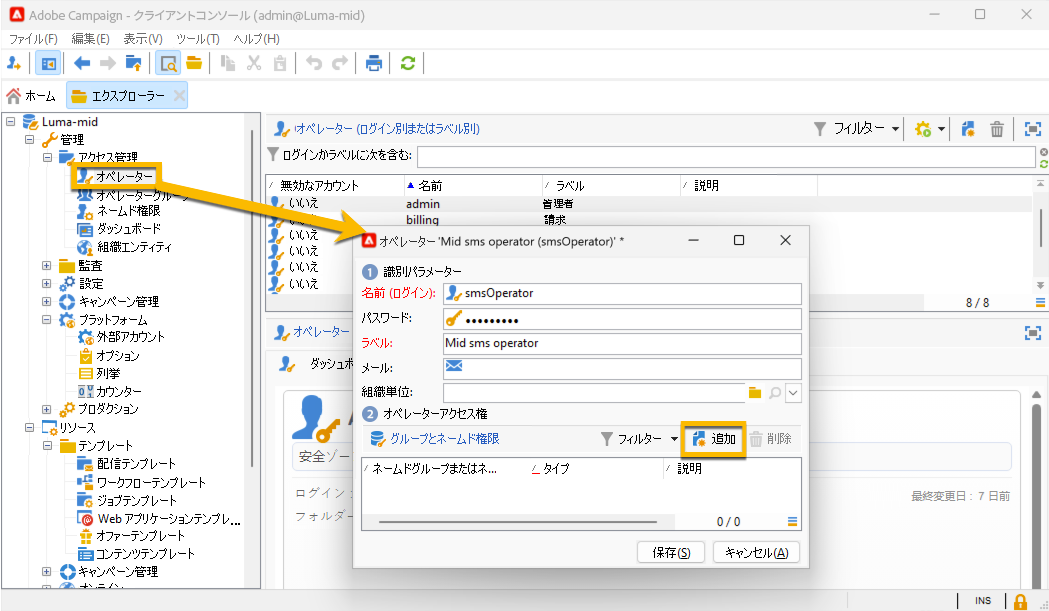 Adobe Campaign - クライアントコンソール (admin@Luma-mid)
ファイル(F) 編集(E) 表示(V) ツール(T) ヘルプ(H)
ホーム エクスプローラー
Luma-mid
管理
アクセス管理
オペレーター
オペレーターグループ
ネームド権限
ダッシュボード
組織エンティティ
監査
設定
キャンペーン管理
プラットフォーム
外部アカウント
オプション
列挙
カウンター
プロダクション
リソース
テンプレート
配信テンプレート
ワークフローテンプレート
ジョブテンプレート
Web アプリケーションテンプレ...
オファーテンプレート
コンテンツテンプレート
キャンペーン管理
オンライン
オペレーター (ログイン別またはラベル別)
フィルター
ログインかラベルに次を含む:
無効なアカウント 名前 ラベル 説明
いいえ admin 管理者
いいえ billing 請求
いいえ
いいえ
いいえ
いいえ
8 / 8
オペレーター
ダッシュボ
安全ゾー
ログイン :
フォルダー
最終変更日 : 7 日前
オペレーター 'Mid sms operator (smsOperator)' *
1 識別パラメーター
名前 (ログイン): smsOperator
パスワード: ●●●●●●●●●
ラベル: Mid sms operator
メール:
組織単位:
2 オペレーターアクセス権
グループとネームド権限 フィルター 追加 削除
ネームドグループまたはネ... タイプ 説明
0 / 0
保存(S) キャンセル(A)
INS